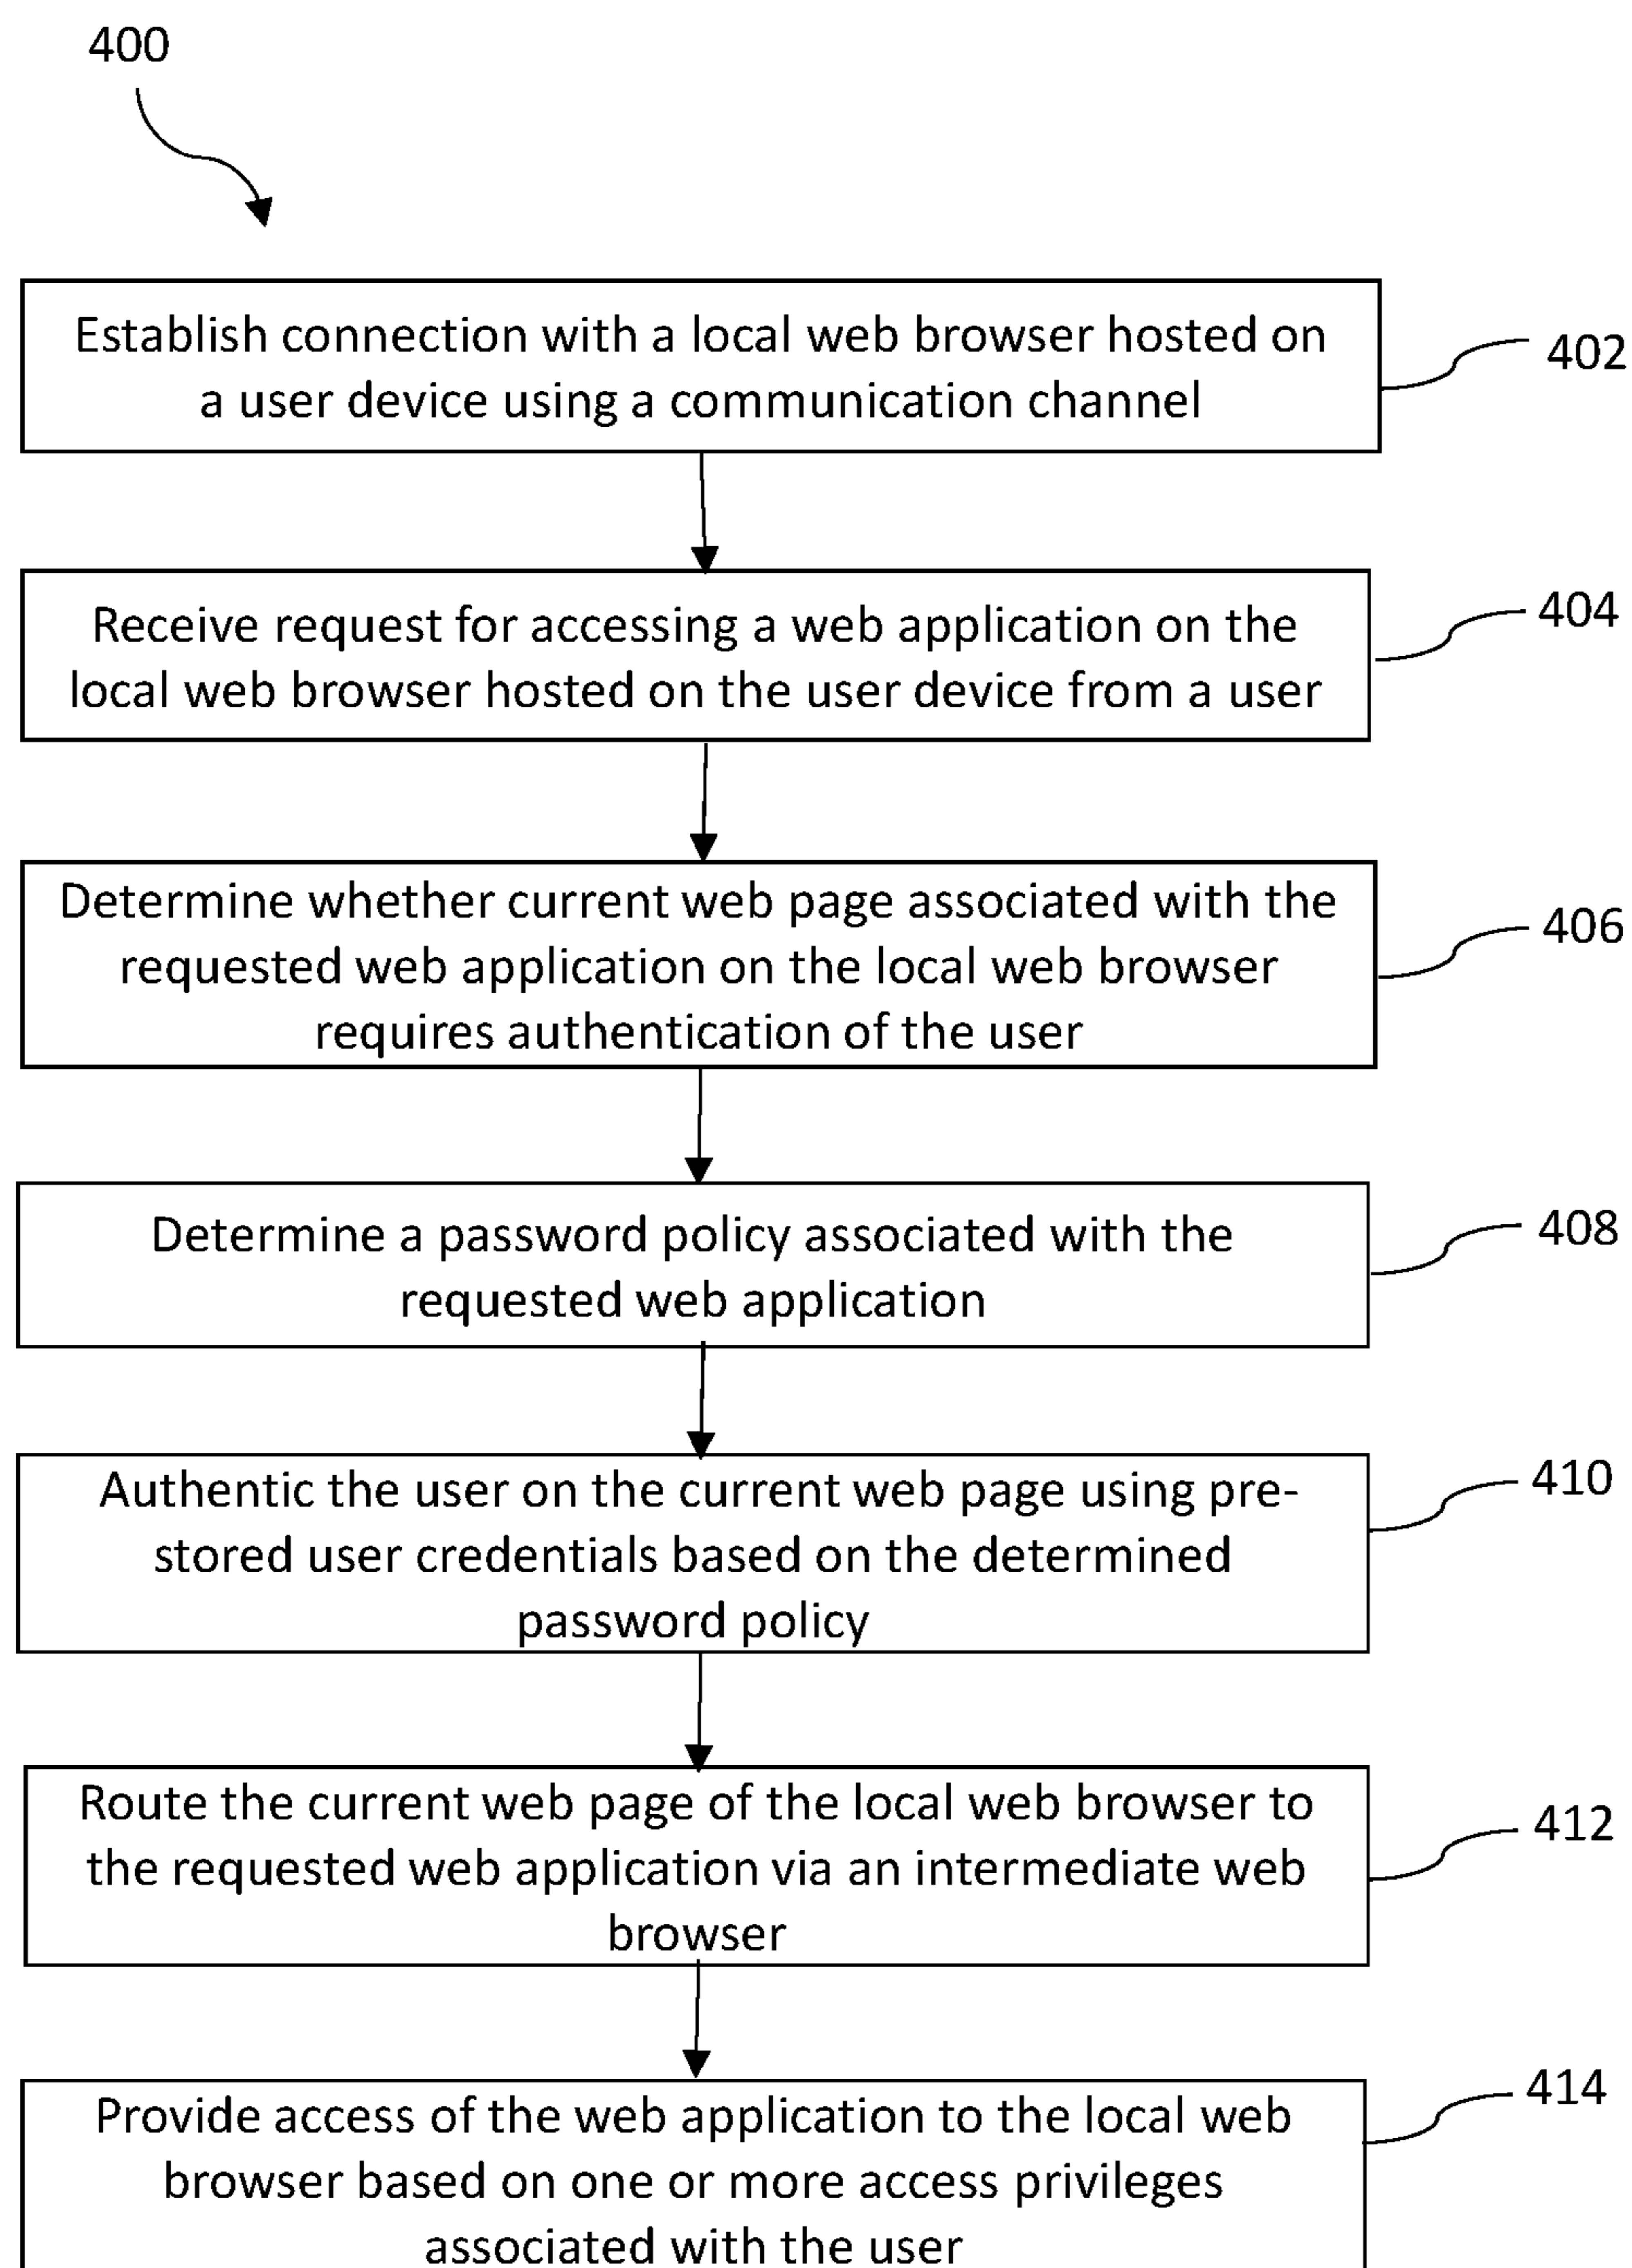 400
Establish connection with a local web browser hosted on
a user device using a communication channel
402
Receive request for accessing a web application on the
local web browser hosted on the user device from a user
404
Determine whether current web page associated with the
requested web application on the local web browser
requires authentication of the user
406
Determine a password policy associated with the
requested web application
408
Authentic the user on the current web page using pre-
stored user credentials based on the determined
password policy
410
Route the current web page of the local web browser to
the requested web application via an intermediate web
browser
412
Provide access of the web application to the local web
browser based on one or more access privileges
associated with the user
414